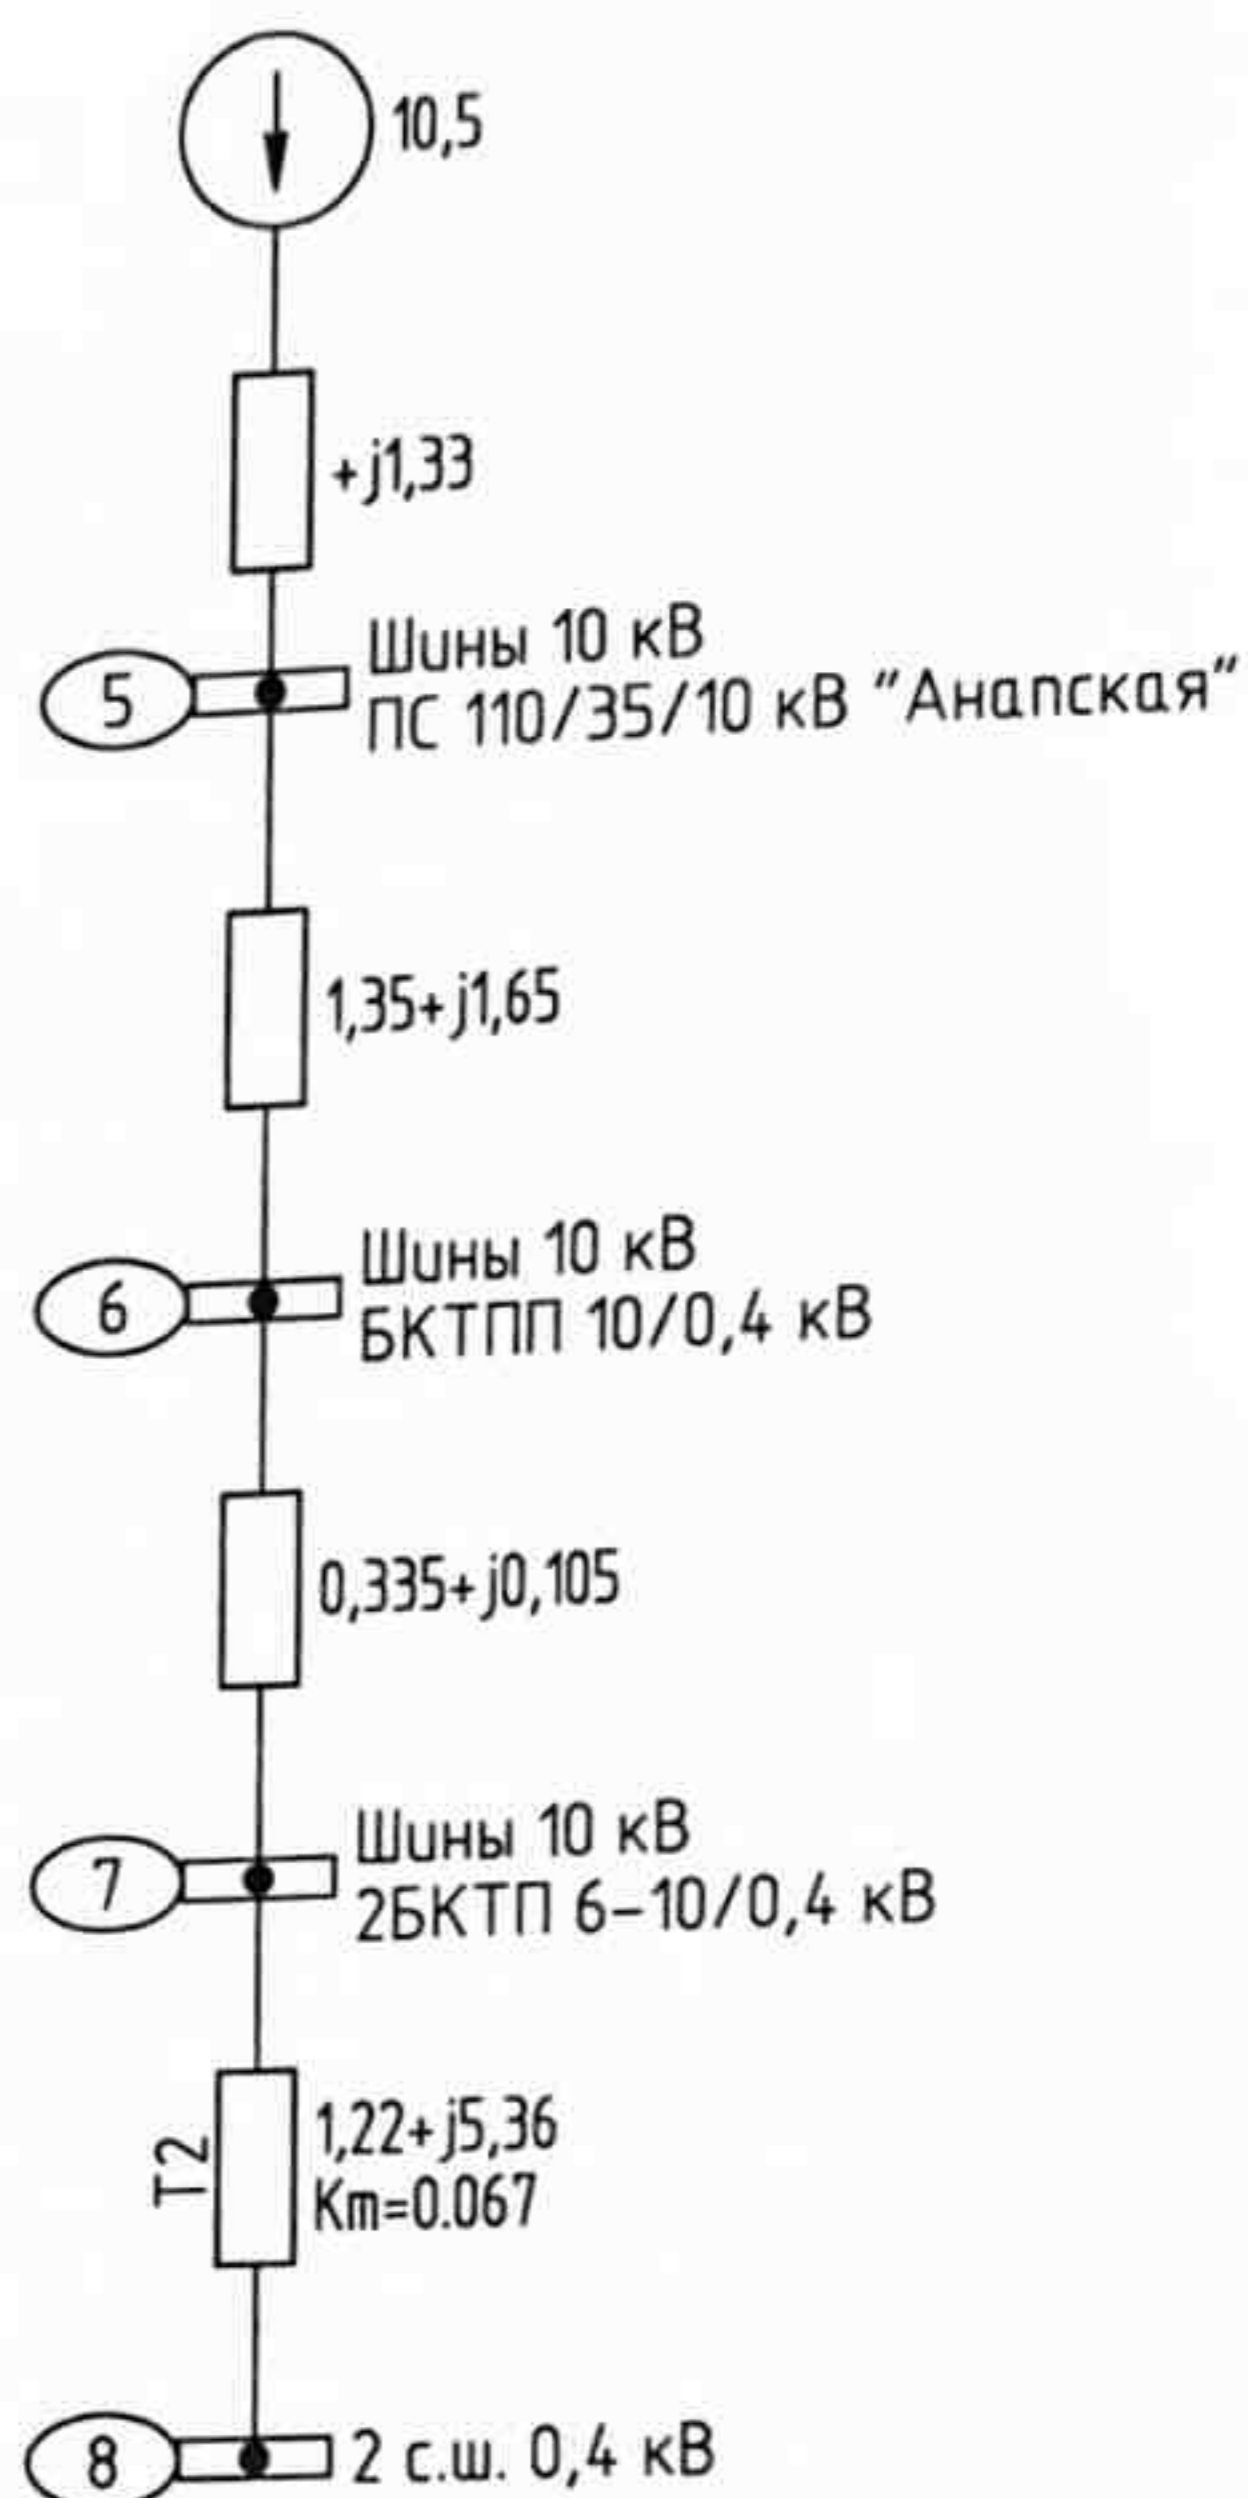 10,5
+j1,33
5
Шины 10 кВ
ПС 110/35/10 кВ "Анапская"
1,35+j1,65
6
Шины 10 кВ
БКТПП 10/0,4 кВ
0,335+j0,105
7
Шины 10 кВ
2БКТП 6-10/0,4 кВ
T2
1,22+j5,36
Кт=0.067
8
2 с.ш. 0,4 кВ